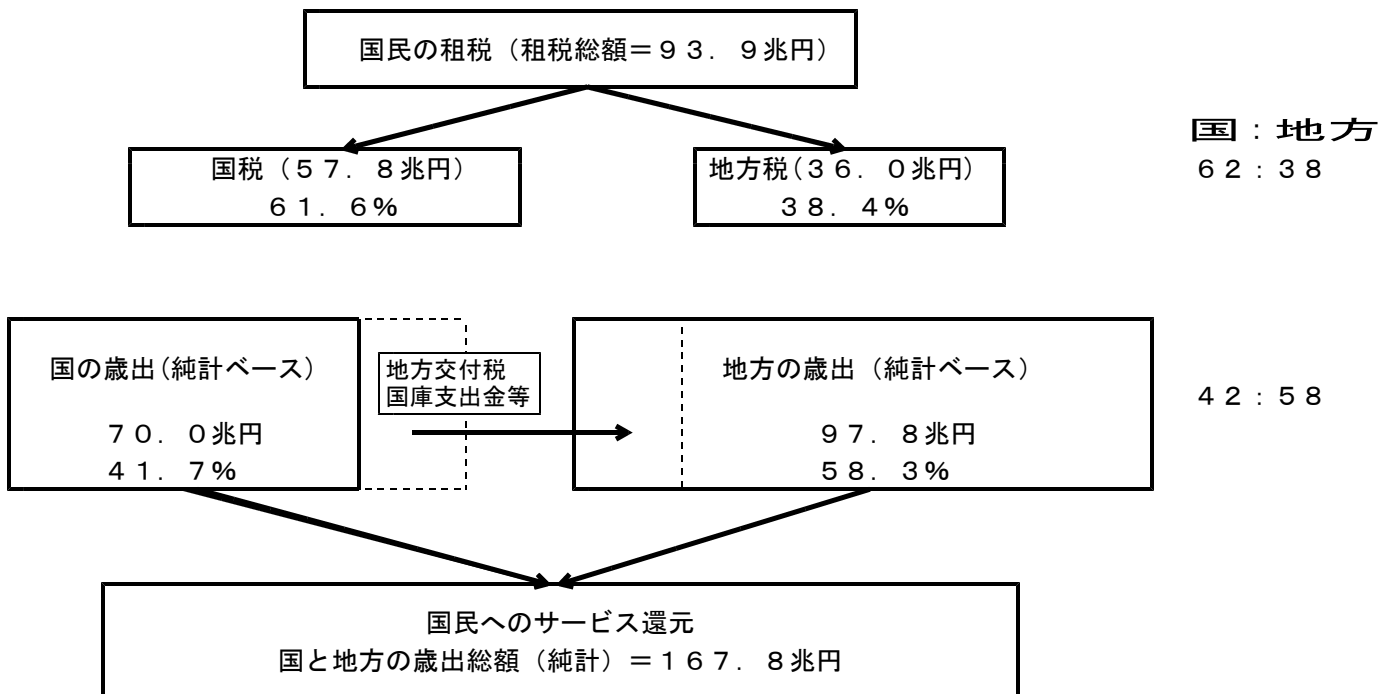 国民の租税（租税総額＝９３．９兆円）
国：地方
国税（５７．８兆円）
６１．６％
地方税（３６．０兆円）
３８．４％
６２：３８
国の歳出（純計ベース）
７０．０兆円
４１．７％
地方交付税
国庫支出金等
地方の歳出（純計ベース）
９７．８兆円
５８．３％
４２：５８
国民へのサービス還元
国と地方の歳出総額（純計）＝１６７．８兆円